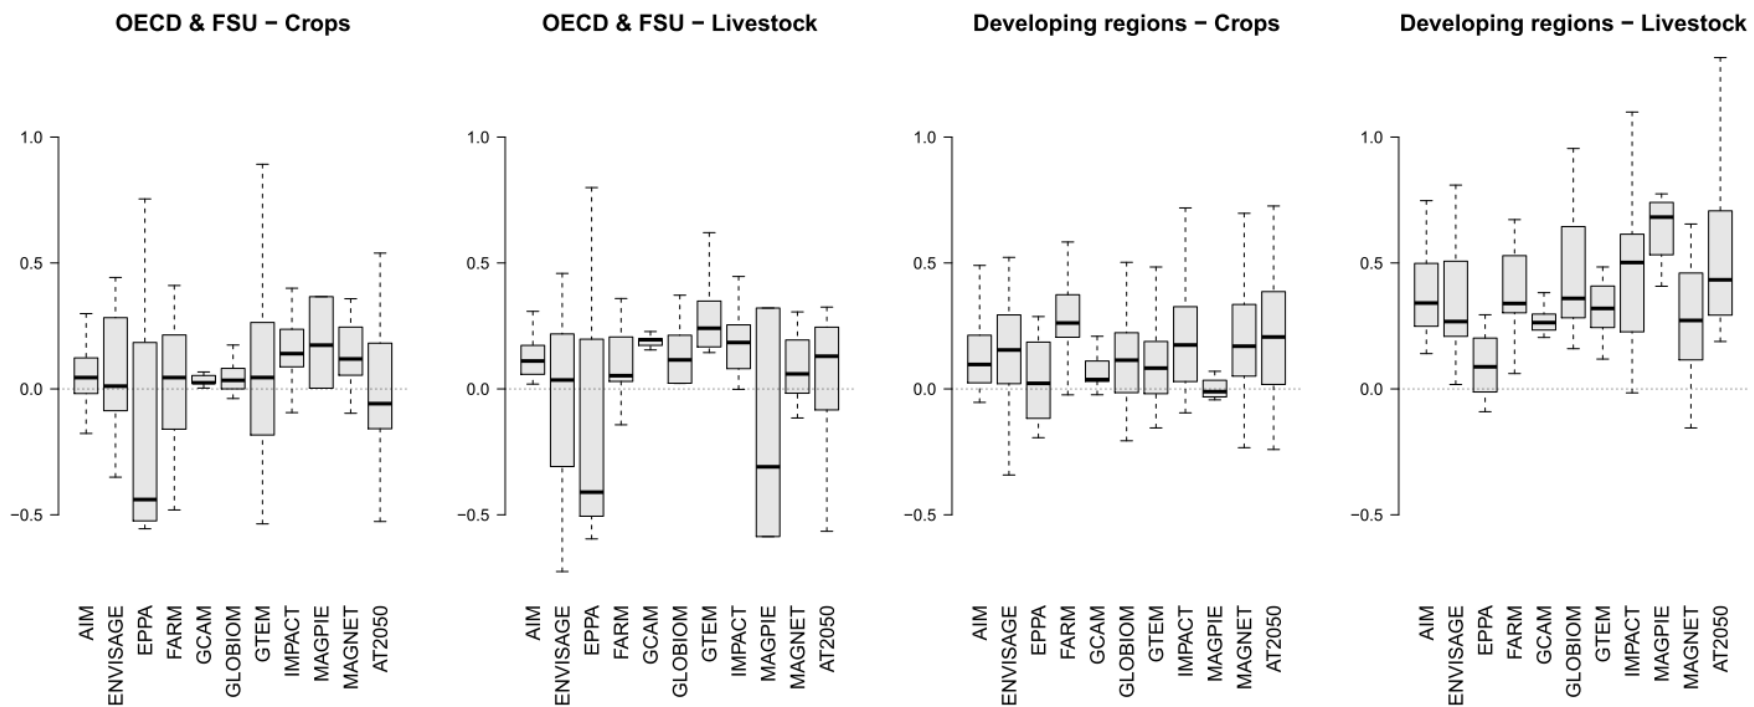 OECD & FSU − Crops
1.0
0.5
0.0
−0.5
AIM
ENVISAGE
EPPA
FARM
GCAM
GLOBIOM
GTEM
IMPACT
MAGPIE
MAGNET
AT2050
OECD & FSU − Livestock
1.0
0.5
0.0
−0.5
AIM
ENVISAGE
EPPA
FARM
GCAM
GLOBIOM
GTEM
IMPACT
MAGPIE
MAGNET
AT2050
Developing regions − Crops
1.0
0.5
0.0
−0.5
AIM
ENVISAGE
EPPA
FARM
GCAM
GLOBIOM
GTEM
IMPACT
MAGPIE
MAGNET
AT2050
Developing regions − Livestock
1.0
0.5
0.0
−0.5
AIM
ENVISAGE
EPPA
FARM
GCAM
GLOBIOM
GTEM
IMPACT
MAGPIE
MAGNET
AT2050